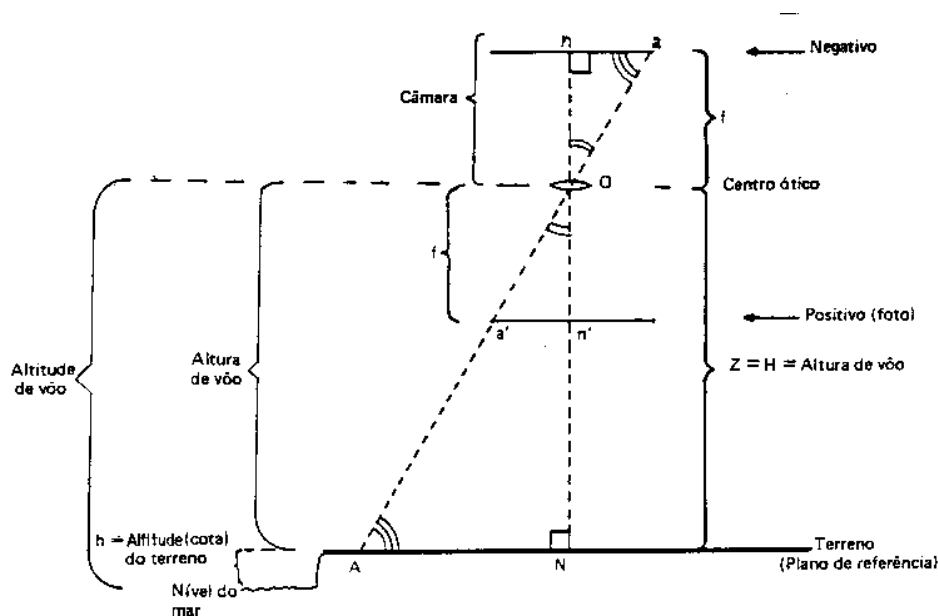 n
a
Negativo
Câmara
f
O
Centro ático
f
a'
n'
Positivo (foto)
Altitude
de vôo
Altura
de vôo
Z = H = Altura de vôo
h = Altitude(cota)
do terreno
Nível do
mar
A
N
Terreno
(Plano de referência)